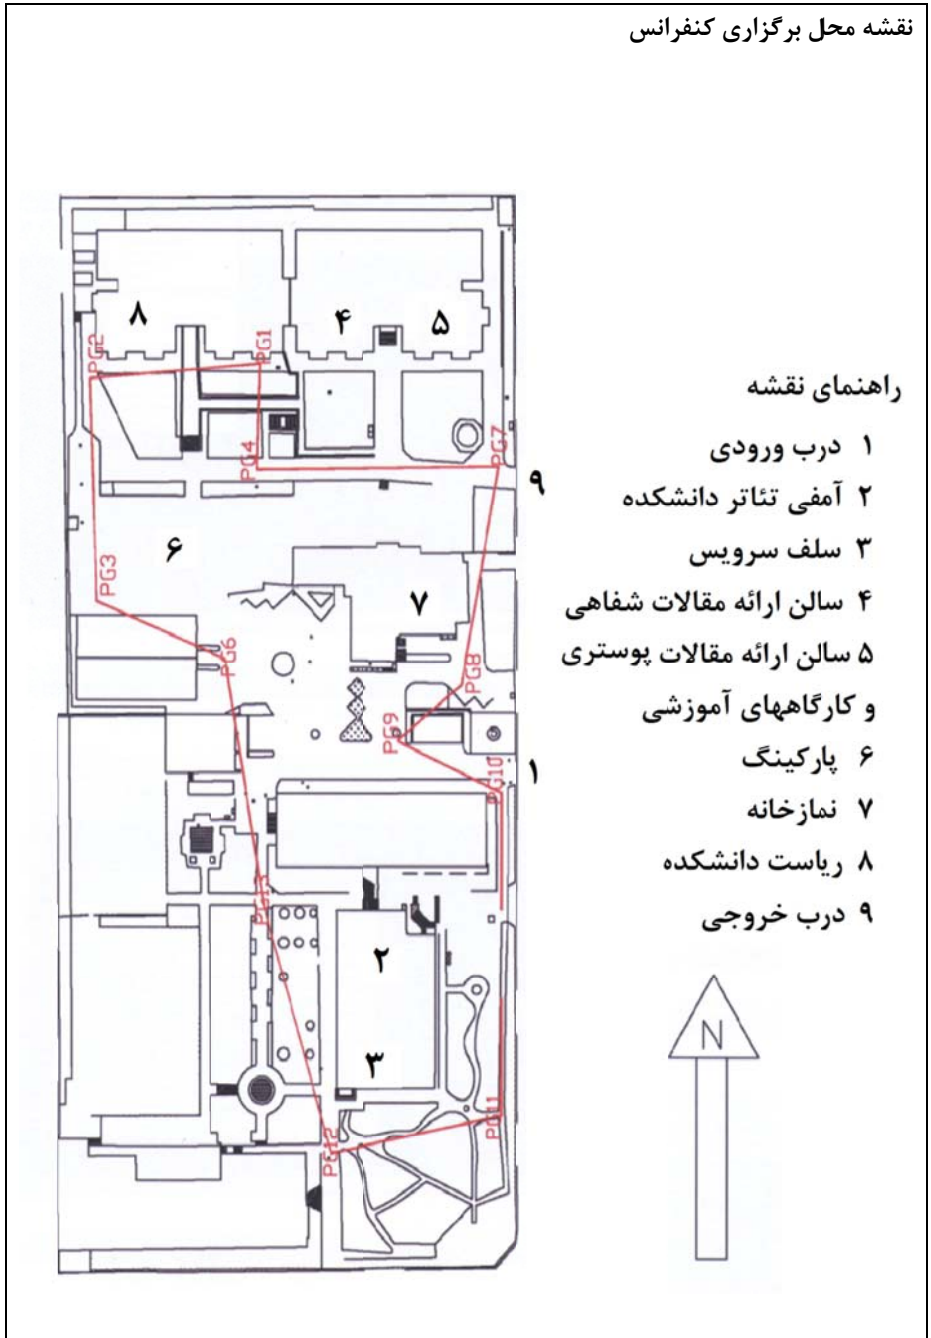 نقشه محل برگزاری کنفرانس
۸
۴
۵
PG1
PG2
PG4
PG7
۹
۶
PG3
۷
PG6
PG8
PG9
PG10
۱
PG13
۲
۳
PG11
PG12
راهنمای نقشه
۱ درب ورودی
۲ آمفی تئاتر دانشکده
۳ سلف سرویس
۴ سالن ارائه مقالات شفاهی
۵ سالن ارائه مقالات پوستری
و کارگاههای آموزشی
۶ پارکینگ
۷ نمازخانه
۸ ریاست دانشکده
۹ درب خروجی
N